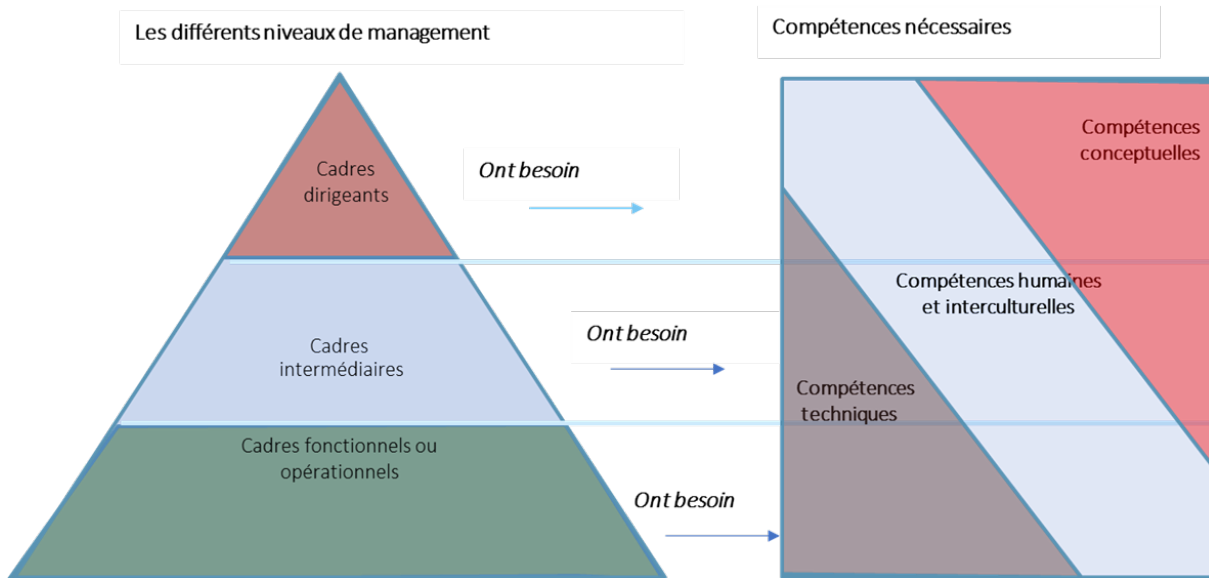 Les différents niveaux de management
Compétences nécessaires
Cadres
dirigeants
Ont besoin
Compétences
conceptuelles
Compétences humaines
et interculturelles
Cadres
intermédiaires
Ont besoin
Compétences
techniques
Cadres fonctionnels ou
opérationnels
Ont besoin